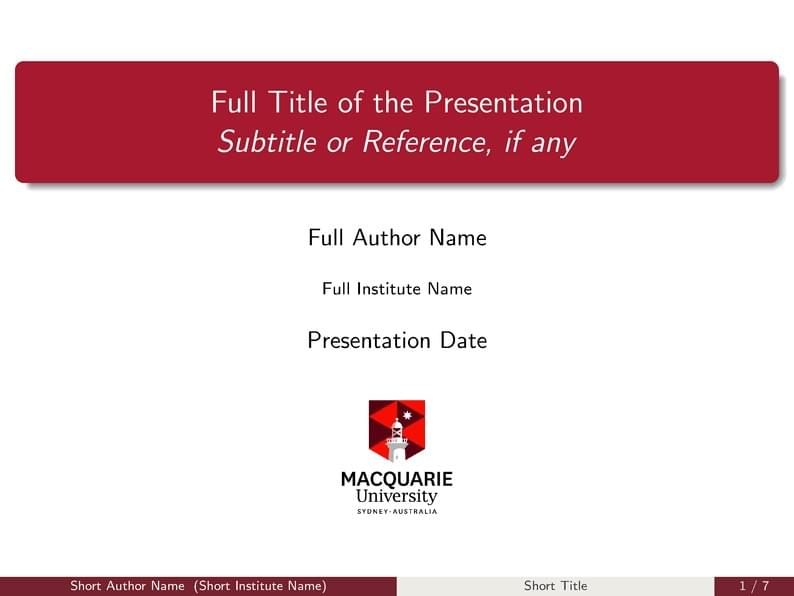 Full Title of the Presentation
Subtitle or Reference, if any
Full Author Name
Full Institute Name
Presentation Date
MACQUARIE
University
SYDNEY·AUSTRALIA
Short Author Name (Short Institute Name)
Short Title
1 / 7